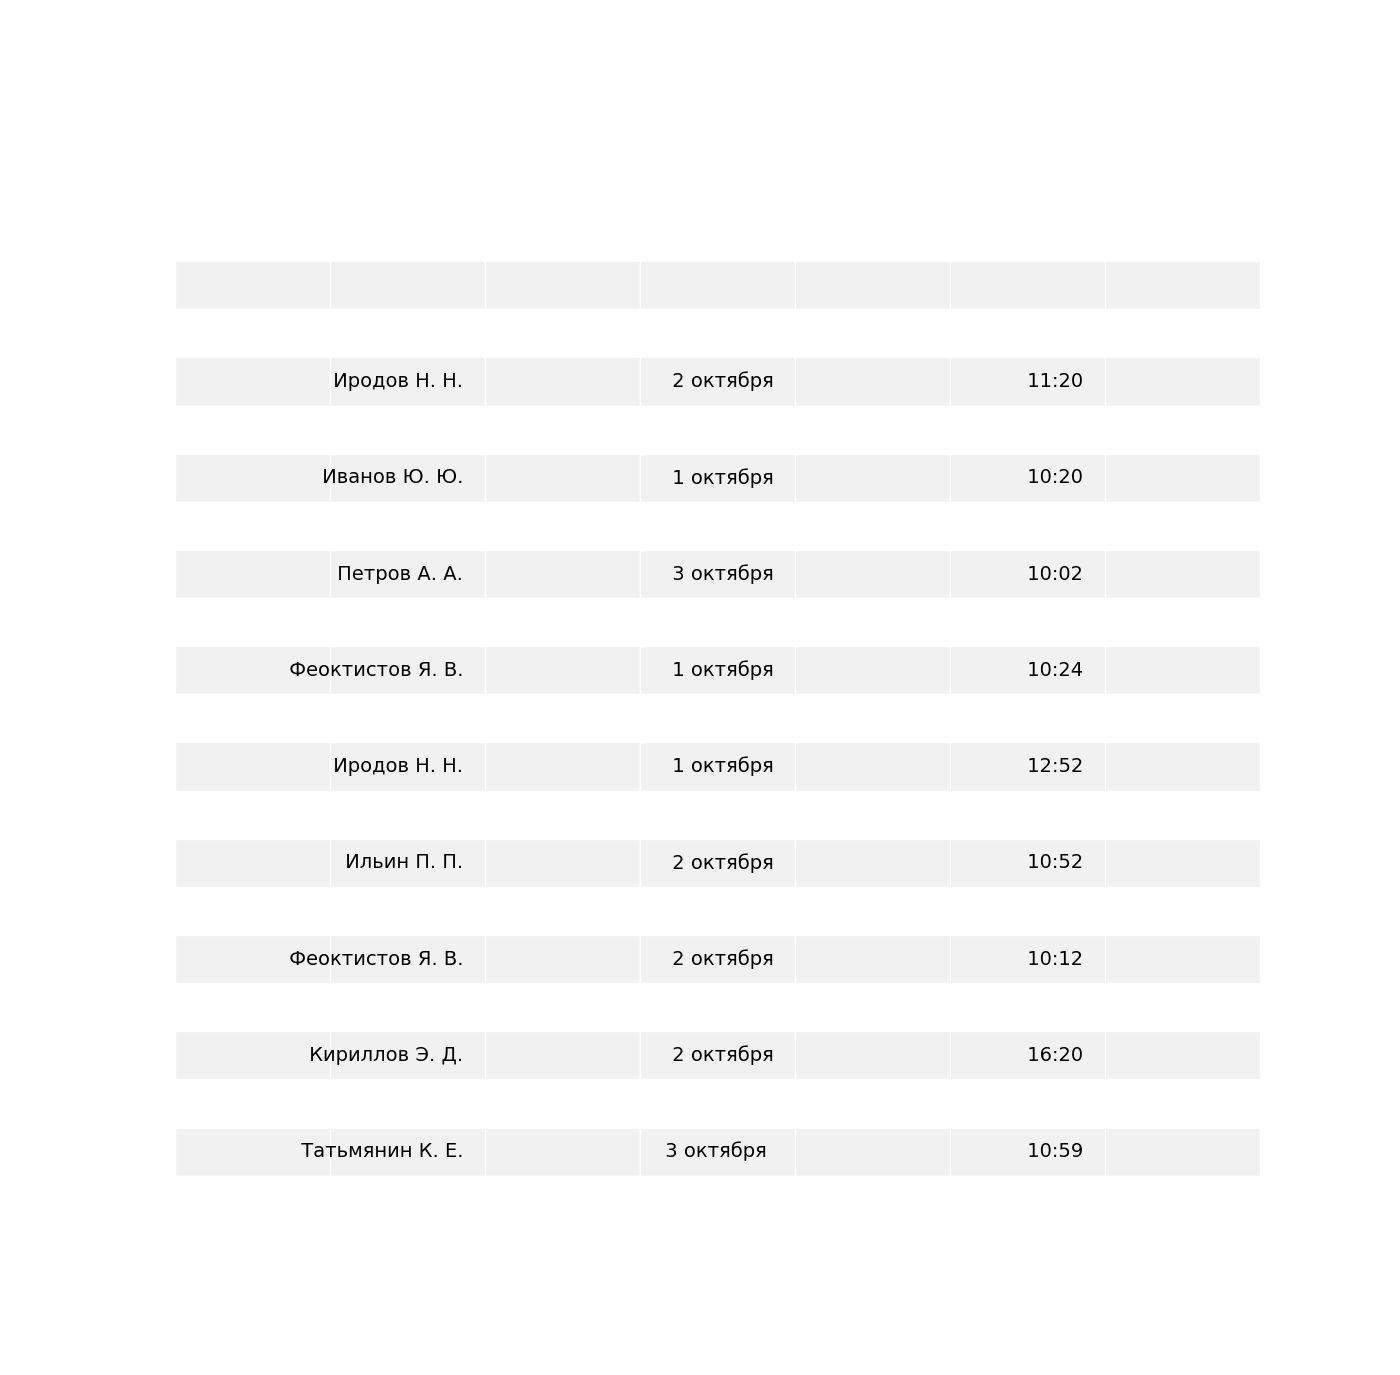 Иродов Н. Н. 2 октября 11:20
Иванов Ю. Ю. 1 октября 10:20
Петров А. А. 3 октября 10:02
Феоктистов Я. В. 1 октября 10:24
Иродов Н. Н. 1 октября 12:52
Ильин П. П. 2 октября 10:52
Феоктистов Я. В. 2 октября 10:12
Кириллов Э. Д. 2 октября 16:20
Татьмянин К. Е. 3 октября 10:59